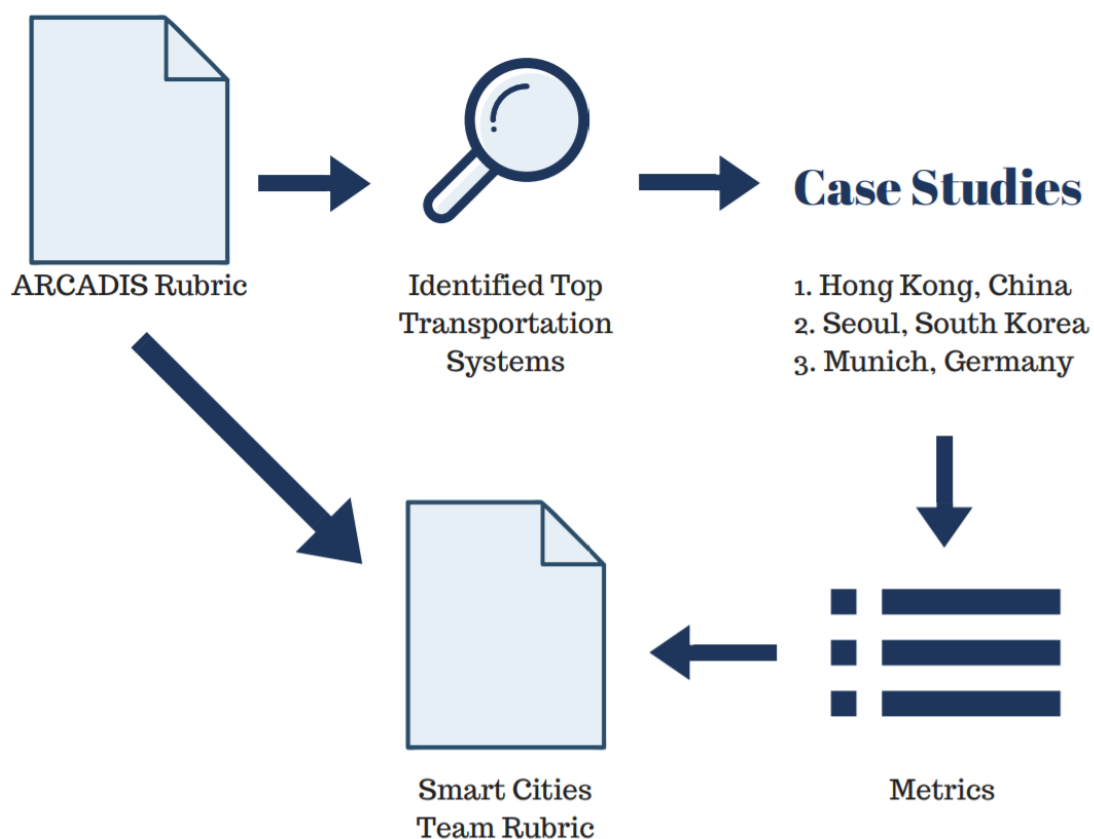 Case Studies
ARCADIS Rubric
Identified Top
Transportation
Systems
1. Hong Kong, China
2. Seoul, South Korea
3. Munich, Germany
Smart Cities
Team Rubric
Metrics